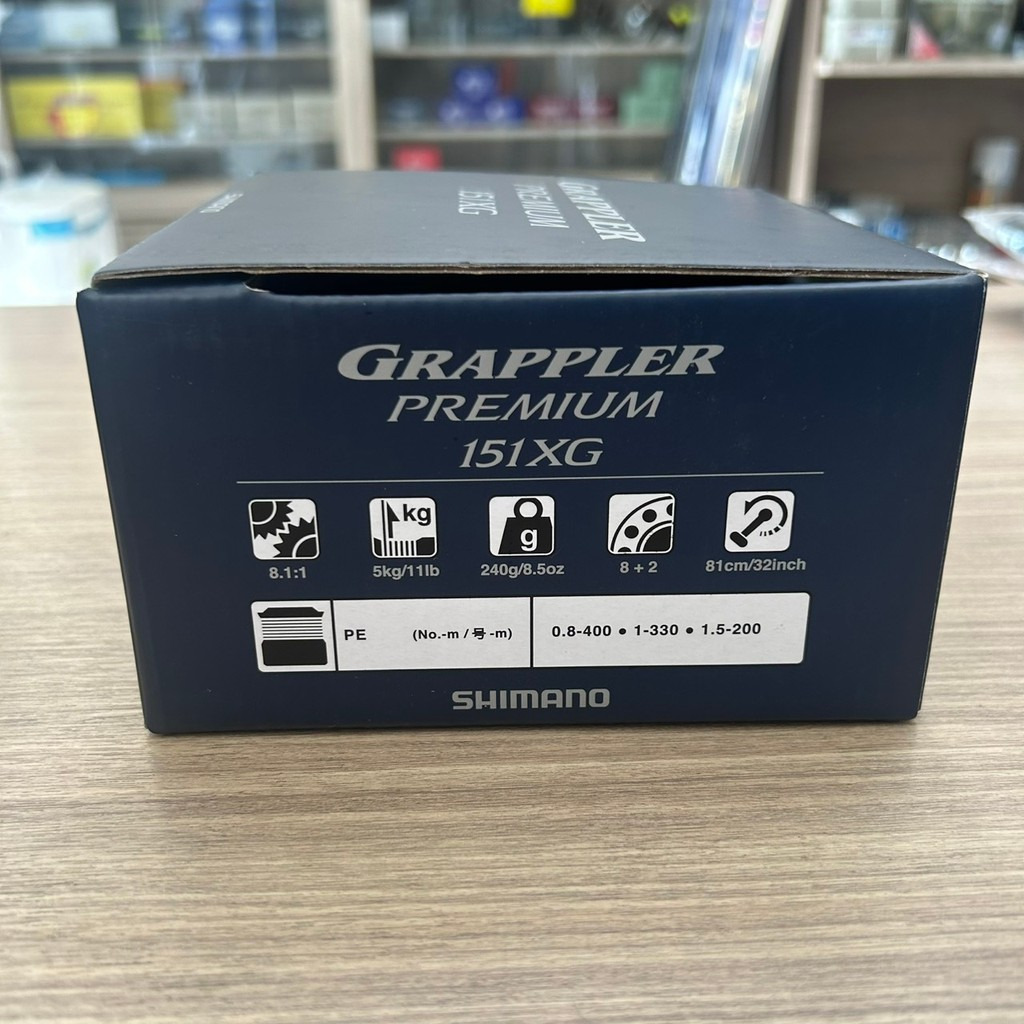 GRAPPLER
PREMIUM
151XG
GRAPPLER
PREMIUM
151XG
kg
g
8.1:1
5kg/11lb
240g/8.5oz
8 + 2
81cm/32inch
PE (No.-m / 号-m)
0.8-400 • 1-330 • 1.5-200
SHIMANO